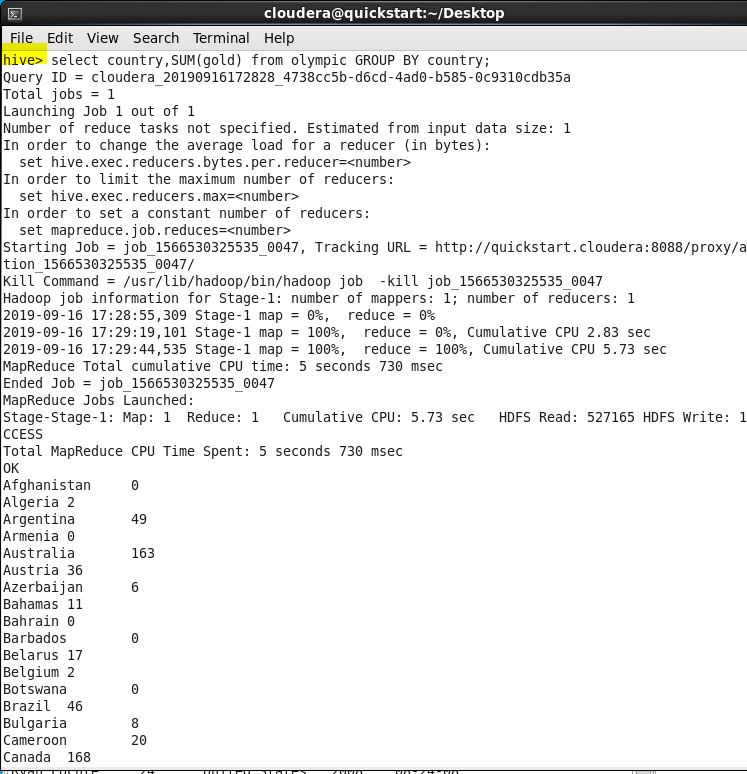 cloudera@quickstart:~/Desktop
File Edit View Search Terminal Help
hive> select country,SUM(gold) from olympic GROUP BY country;
Query ID = cloudera_20190916172828_4738cc5b-d6cd-4ad0-b585-0c9310cdb35a
Total jobs = 1
Launching Job 1 out of 1
Number of reduce tasks not specified. Estimated from input data size: 1
In order to change the average load for a reducer (in bytes):
  set hive.exec.reducers.bytes.per.reducer=<number>
In order to limit the maximum number of reducers:
  set hive.exec.reducers.max=<number>
In order to set a constant number of reducers:
  set mapreduce.job.reduces=<number>
Starting Job = job_1566530325535_0047, Tracking URL = http://quickstart.cloudera:8088/proxy/a
tion_1566530325535_0047/
Kill Command = /usr/lib/hadoop/bin/hadoop job  -kill job_1566530325535_0047
Hadoop job information for Stage-1: number of mappers: 1; number of reducers: 1
2019-09-16 17:28:55,309 Stage-1 map = 0%,  reduce = 0%
2019-09-16 17:29:19,101 Stage-1 map = 100%,  reduce = 0%, Cumulative CPU 2.83 sec
2019-09-16 17:29:44,535 Stage-1 map = 100%,  reduce = 100%, Cumulative CPU 5.73 sec
MapReduce Total cumulative CPU time: 5 seconds 730 msec
Ended Job = job_1566530325535_0047
MapReduce Jobs Launched:
Stage-Stage-1: Map: 1  Reduce: 1   Cumulative CPU: 5.73 sec   HDFS Read: 527165 HDFS Write: 1
CCESS
Total MapReduce CPU Time Spent: 5 seconds 730 msec
OK
Afghanistan     0
Algeria 2
Argentina       49
Armenia 0
Australia       163
Austria 36
Azerbaijan      6
Bahamas 11
Bahrain 0
Barbados        0
Belarus 17
Belgium 2
Botswana        0
Brazil  46
Bulgaria        8
Cameroon        20
Canada  168